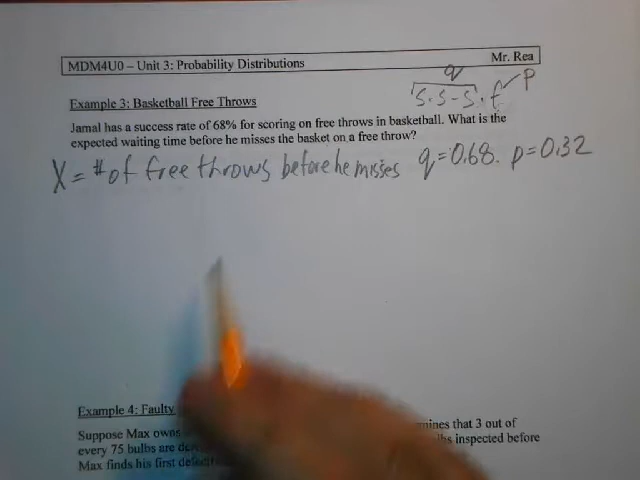 MDM4U0 – Unit 3: Probability Distributions Mr. Rea
q
S.S–S.f P
Example 3: Basketball Free Throws
Jamal has a success rate of 68% for scoring on free throws in basketball. What is the
expected waiting time before he misses the basket on a free throw?
X = # of free throws before he misses q=0.68. p=0.32
Example 4: Faulty
Suppose Max owns mines that 3 out of
every 75 bulbs are bs inspected before
Max finds his first